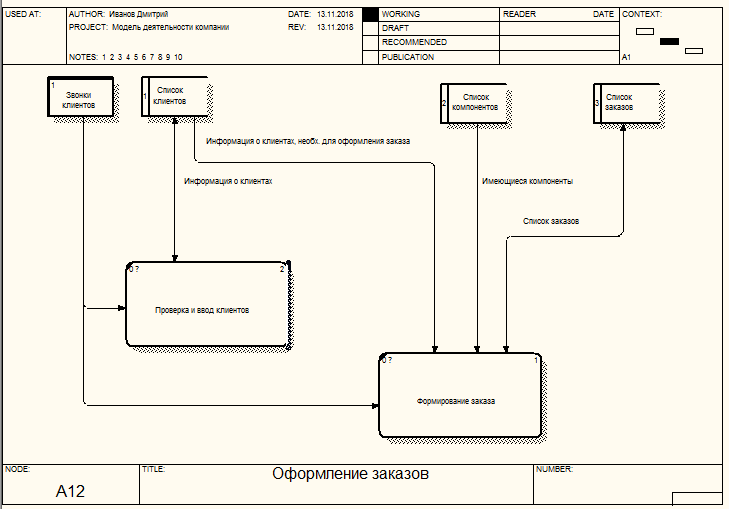 USED AT:
AUTHOR: Иванов Дмитрий
DATE: 13.11.2018
WORKING
READER
DATE
CONTEXT:
PROJECT: Модель деятельности компании
REV: 13.11.2018
DRAFT
RECOMMENDED
NOTES: 1 2 3 4 5 6 7 8 9 10
PUBLICATION
A1
1
Звонки
клиентов
1
Список
клиентов
2
Список
компонентов
3
Список
заказов
Информация о клиентах, необх. для оформления заказа
Информация о клиентах
Имеющиеся компоненты
Список заказов
0 ?
2
Проверка и ввод клиентов
0 ?
1
Формирование заказа
NODE:
A12
TITLE:
Оформление заказов
NUMBER: